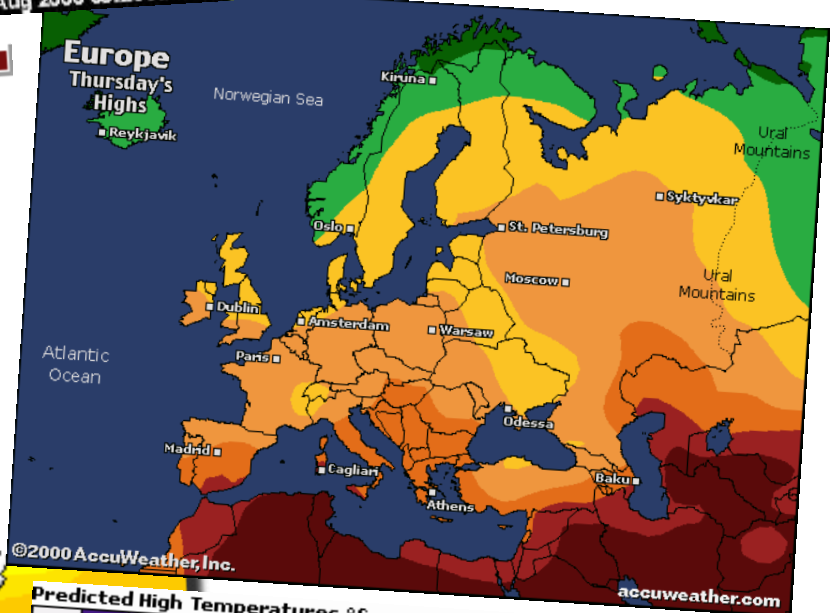 Europe
Thursday's
Highs
Norwegian Sea
Kiruna
Reykjavik
Ural
Mountains
Syktyvkar
Oslo
St. Petersburg
Moscow
Ural
Mountains
Dublin
Amsterdam
Warsaw
Paris
Atlantic
Ocean
Odessa
Madrid
Cagliari
Baku
Athens
©2000 AccuWeather, Inc.
accuweather.com
Predicted High Temperatures